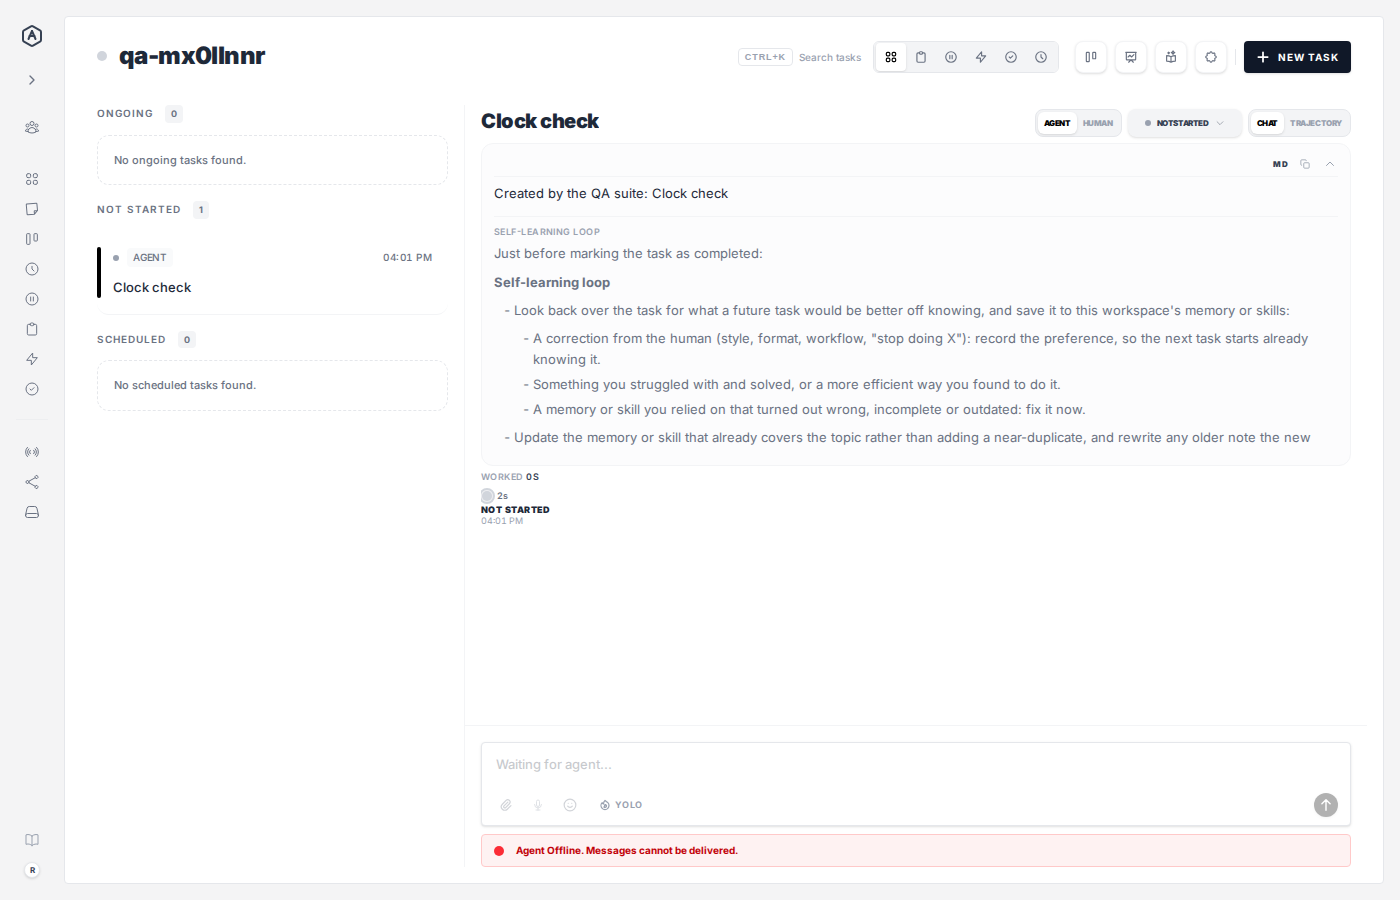 qa-mx0llnnr
CTRL+K Search tasks
NEW TASK
ONGOING 0
No ongoing tasks found.
NOT STARTED 1
AGENT 04:01 PM
Clock check
SCHEDULED 0
No scheduled tasks found.
Clock check
AGENT HUMAN NOTSTARTED CHAT TRAJECTORY
MD
Created by the QA suite: Clock check
SELF-LEARNING LOOP
Just before marking the task as completed:
Self-learning loop
- Look back over the task for what a future task would be better off knowing, and save it to this workspace's memory or skills:
- A correction from the human (style, format, workflow, "stop doing X"): record the preference, so the next task starts already
knowing it.
- Something you struggled with and solved, or a more efficient way you found to do it.
- A memory or skill you relied on that turned out wrong, incomplete or outdated: fix it now.
- Update the memory or skill that already covers the topic rather than adding a near-duplicate, and rewrite any older note the new
WORKED 0S
2s
NOT STARTED
04:01 PM
Waiting for agent...
YOLO
Agent Offline. Messages cannot be delivered.
R